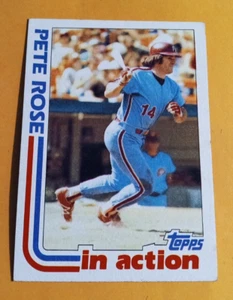 PETE ROSE
14
TOPPS
in action